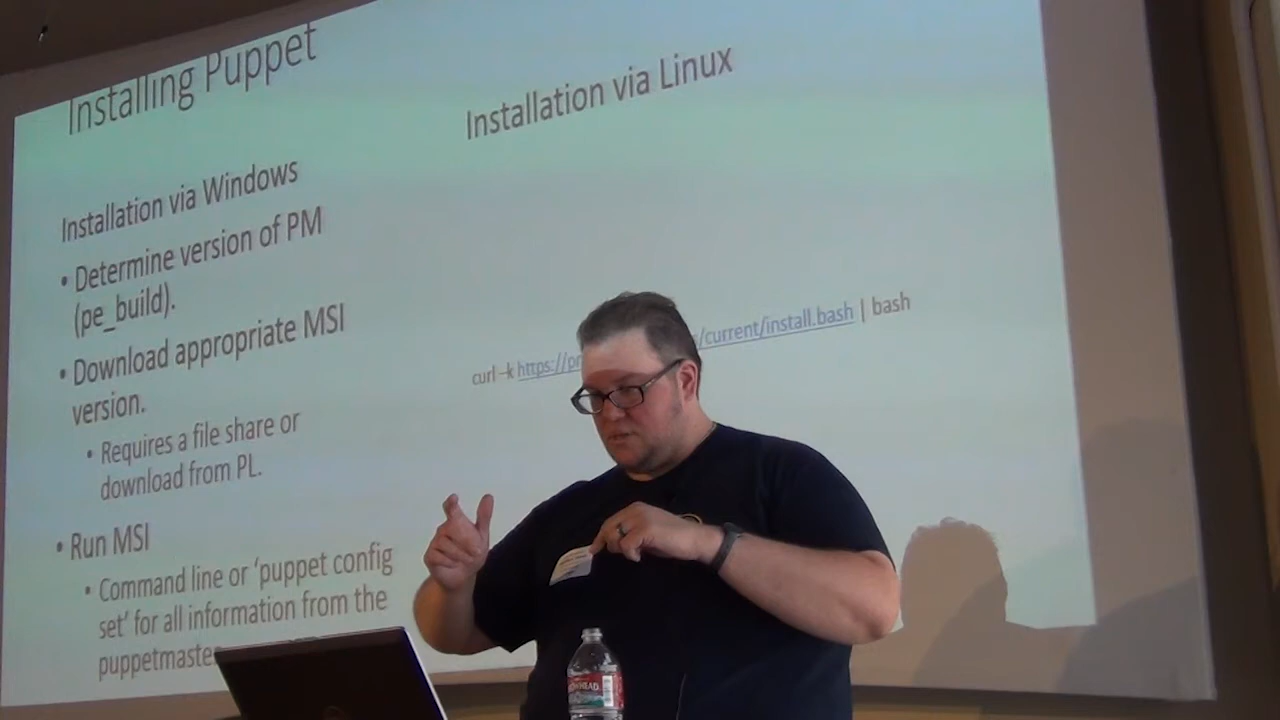 Installing Puppet
Installation via Windows
• Determine version of PM
(pe_build).
• Download appropriate MSI
version.
• Requires a file share or
download from PL.
• Run MSI
• Command line or ‘puppet config
set’ for all information from the
puppetmaste
Installation via Linux
curl –k https://p /current/install.bash | bash